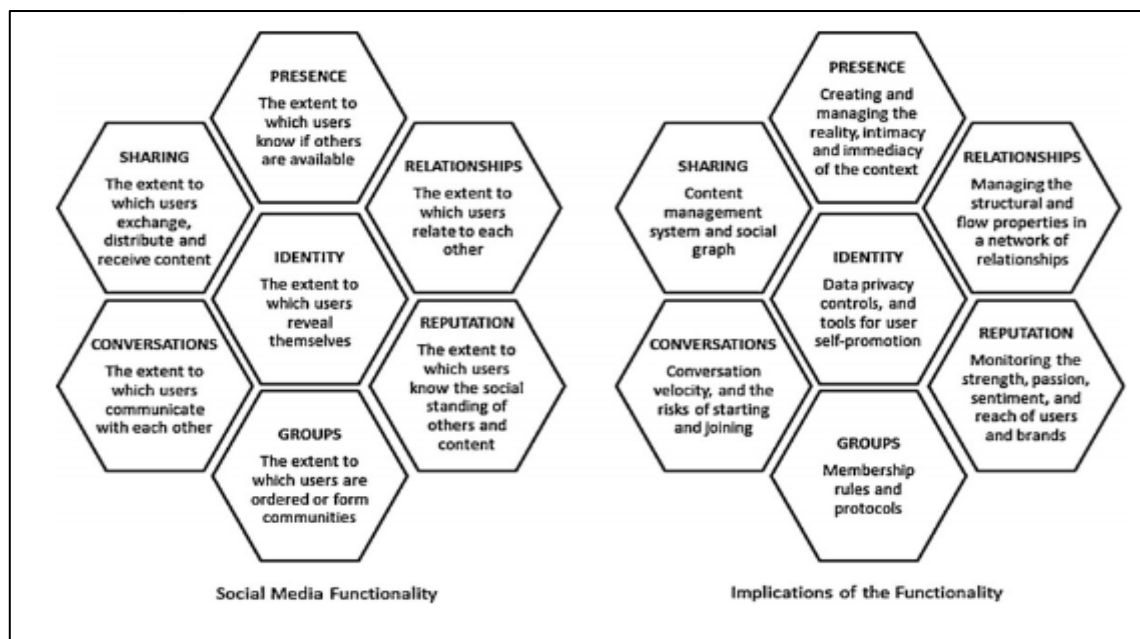 PRESENCE
The extent to
which users
know if others
are available
SHARING
The extent to
which users
exchange,
distribute and
receive content
RELATIONSHIPS
The extent to
which users
relate to each
other
IDENTITY
The extent to
which users
reveal
themselves
CONVERSATIONS
The extent to
which users
communicate
with each other
REPUTATION
The extent to
which users
know the social
standing of
others and
content
GROUPS
The extent to
which users are
ordered or form
communities
Social Media Functionality
PRESENCE
Creating and
managing the
reality, intimacy
and immediacy
of the context
SHARING
Content
management
system and social
graph
RELATIONSHIPS
Managing the
structural and
flow properties in
a network of
relationships
IDENTITY
Data privacy
controls, and
tools for user
self-promotion
CONVERSATIONS
Conversation
velocity, and the
risks of starting
and joining
REPUTATION
Monitoring the
strength, passion,
sentiment, and
reach of users
and brands
GROUPS
Membership
rules and
protocols
Implications of the Functionality